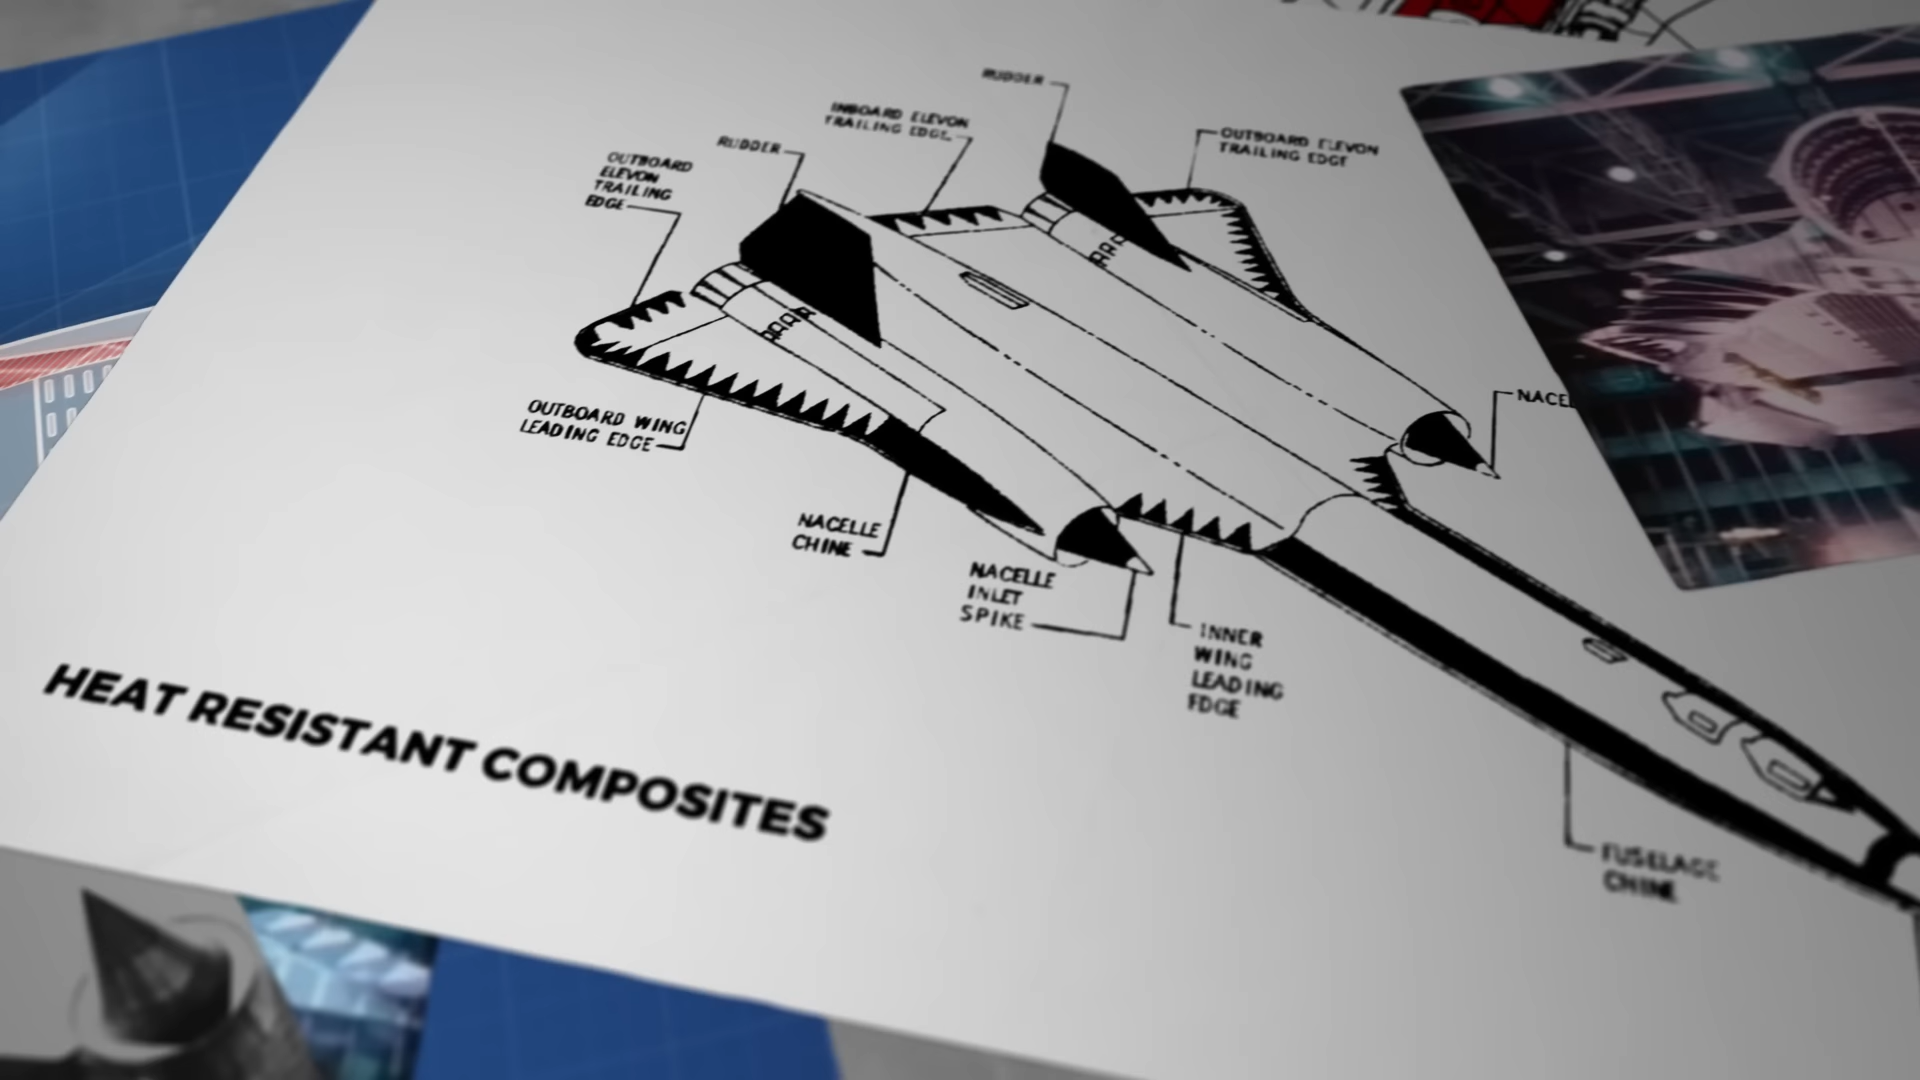 RUDDER
INBOARD ELEVON
TRAILING EDGE
OUTBOARD ELEVON
TRAILING EDGE
RUDDER
OUTBOARD
ELEVON
TRAILING
EDGE
NACEL
OUTBOARD WING
LEADING EDGE
NACELLE
CHINE
NACELLE
INLET
SPIKE
INNER
WING
LEADING
EDGE
HEAT RESISTANT COMPOSITES
FUSELAGE
CHINE